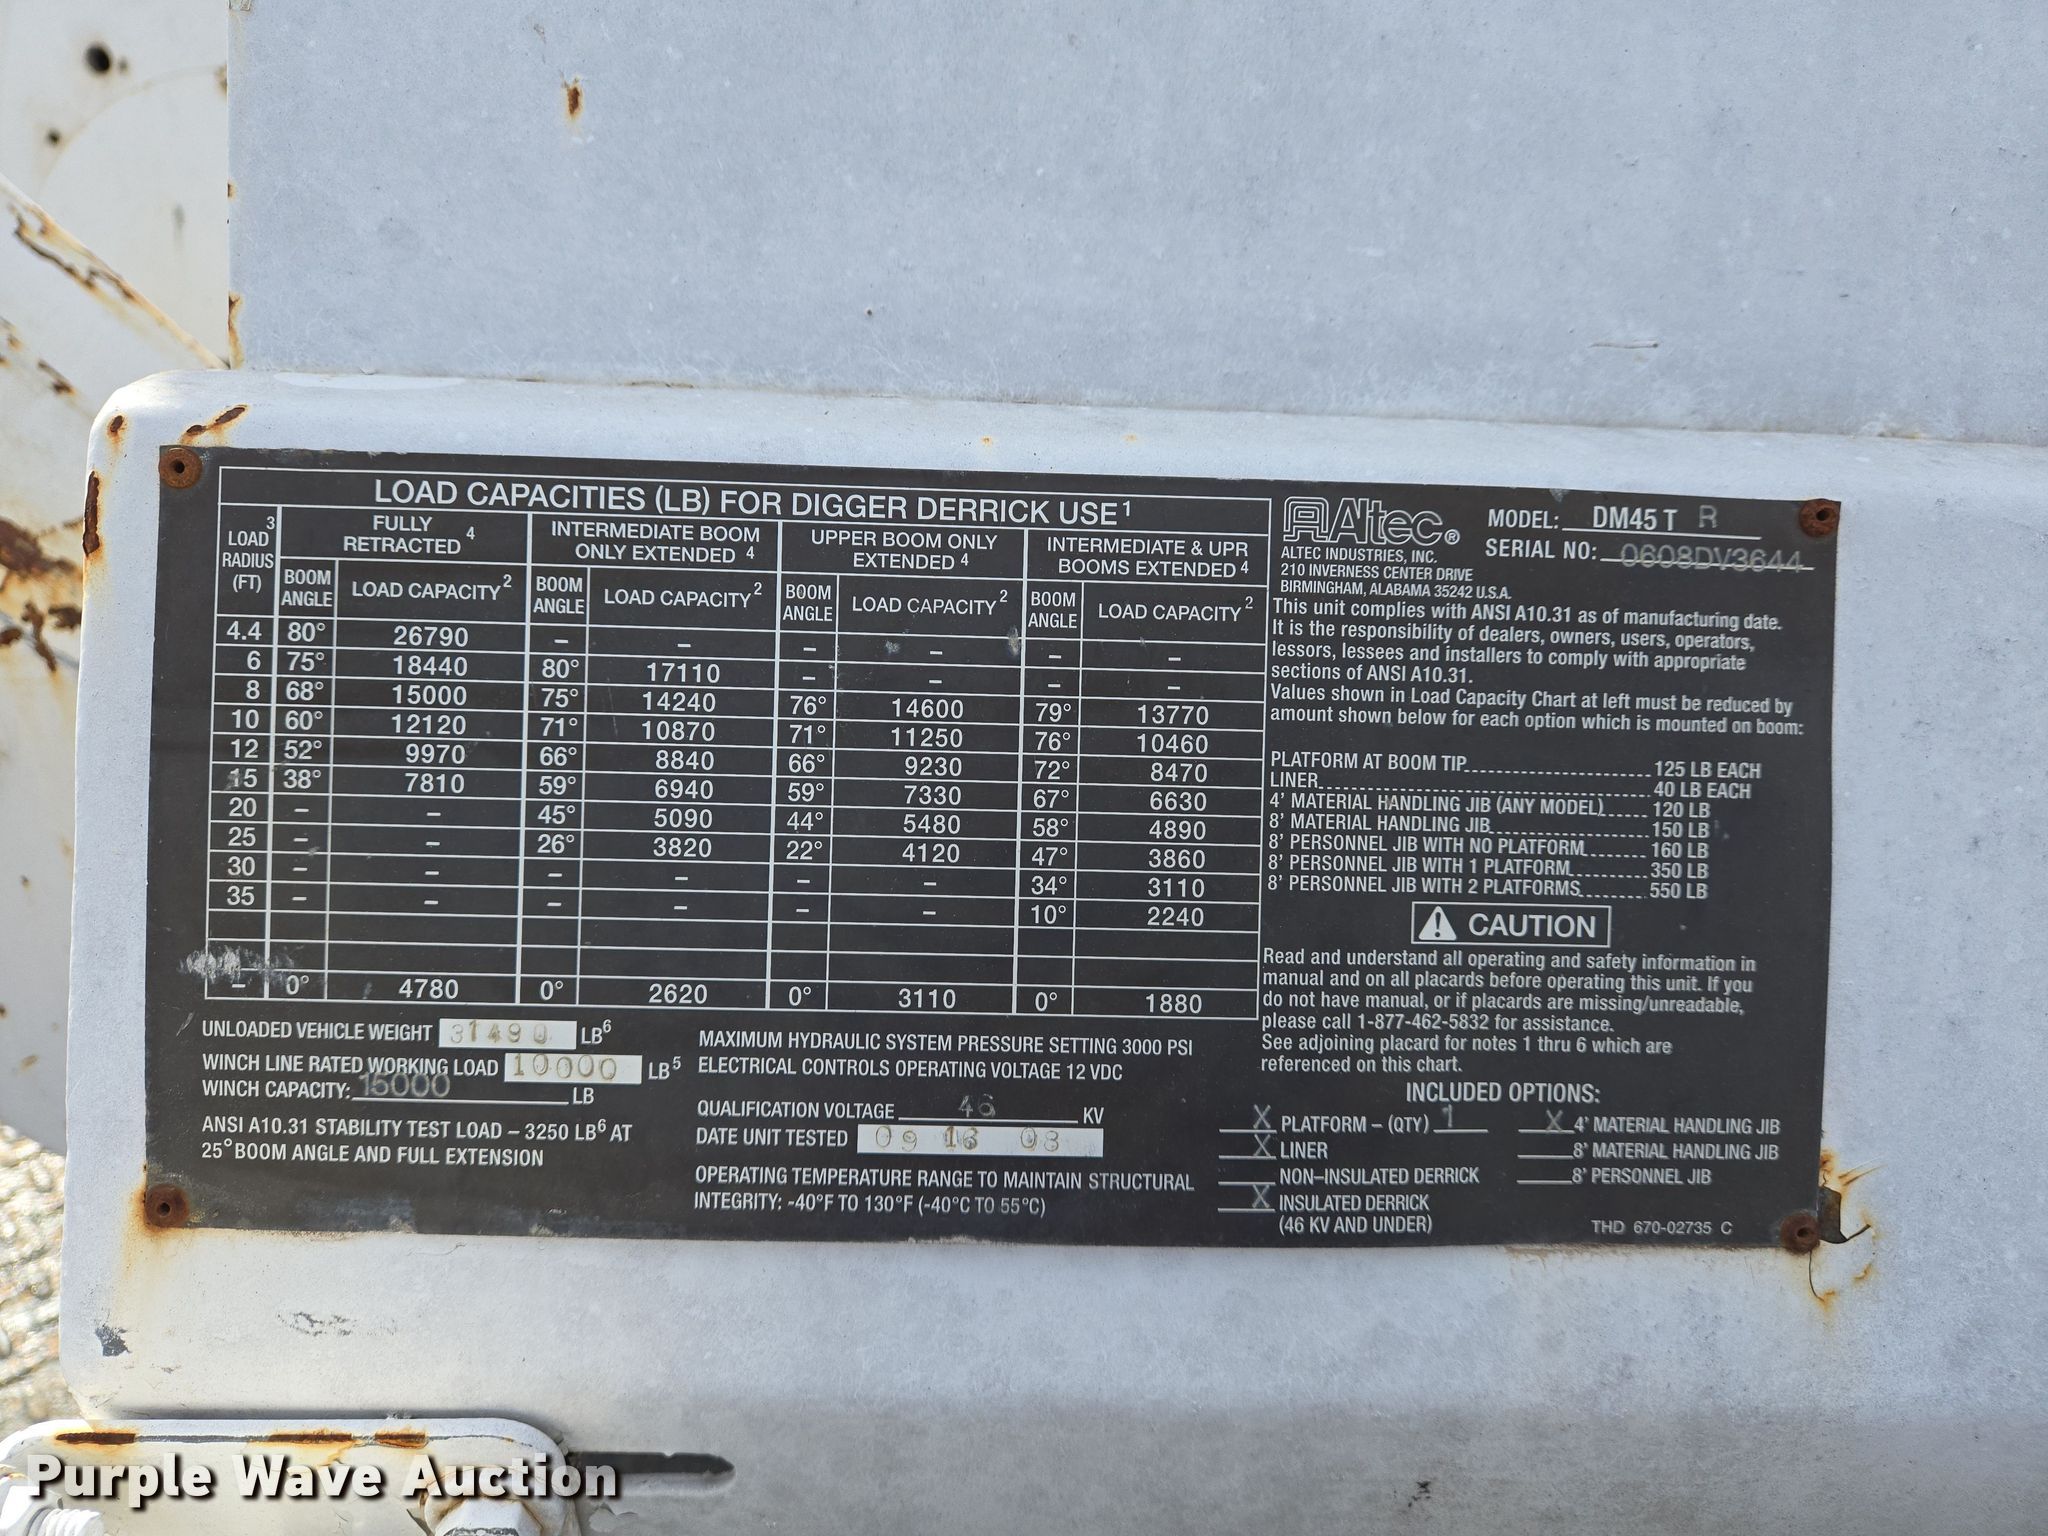 LOAD CAPACITIES (LB) FOR DIGGER DERRICK USE 1
LOAD RADIUS (FT) 3 | FULLY RETRACTED 4 | INTERMEDIATE BOOM ONLY EXTENDED 4 | UPPER BOOM ONLY EXTENDED 4 | INTERMEDIATE & UPR BOOMS EXTENDED 4
BOOM ANGLE | LOAD CAPACITY 2 | BOOM ANGLE | LOAD CAPACITY 2 | BOOM ANGLE | LOAD CAPACITY 2 | BOOM ANGLE | LOAD CAPACITY 2
4.4 | 80° | 26790 | – | – | – | – | – | –
6 | 75° | 18440 | 80° | 17110 | – | – | – | –
8 | 68° | 15000 | 75° | 14240 | 76° | 14600 | 79° | 13770
10 | 60° | 12120 | 71° | 10870 | 71° | 11250 | 76° | 10460
12 | 52° | 9970 | 66° | 8840 | 66° | 9230 | 72° | 8470
15 | 38° | 7810 | 59° | 6940 | 59° | 7330 | 67° | 6630
20 | – | – | 45° | 5090 | 44° | 5480 | 58° | 4890
25 | – | – | 26° | 3820 | 22° | 4120 | 47° | 3860
30 | – | – | – | – | – | – | 34° | 3110
35 | – | – | – | – | – | – | 10° | 2240
– | 0° | 4780 | 0° | 2620 | 0° | 3110 | 0° | 1880
UNLOADED VEHICLE WEIGHT 31490 LB6
WINCH LINE RATED WORKING LOAD 10000 LB5
WINCH CAPACITY: 15000 LB
ANSI A10.31 STABILITY TEST LOAD – 3250 LB6 AT
25° BOOM ANGLE AND FULL EXTENSION
MAXIMUM HYDRAULIC SYSTEM PRESSURE SETTING 3000 PSI
ELECTRICAL CONTROLS OPERATING VOLTAGE 12 VDC
QUALIFICATION VOLTAGE 46 KV
DATE UNIT TESTED 09 16 08
OPERATING TEMPERATURE RANGE TO MAINTAIN STRUCTURAL
INTEGRITY: -40°F TO 130°F (-40°C TO 55°C)
Altec®
ALTEC INDUSTRIES, INC.
210 INVERNESS CENTER DRIVE
BIRMINGHAM, ALABAMA 35242 U.S.A.
MODEL: DM45 T R
SERIAL NO: 0608DV3644
This unit complies with ANSI A10.31 as of manufacturing date.
It is the responsibility of dealers, owners, users, operators,
lessors, lessees and installers to comply with appropriate
sections of ANSI A10.31.
Values shown in Load Capacity Chart at left must be reduced by
amount shown below for each option which is mounted on boom:
PLATFORM AT BOOM TIP 125 LB EACH
LINER 40 LB EACH
4' MATERIAL HANDLING JIB (ANY MODEL) 120 LB
8' MATERIAL HANDLING JIB 150 LB
8' PERSONNEL JIB WITH NO PLATFORM 160 LB
8' PERSONNEL JIB WITH 1 PLATFORM 350 LB
8' PERSONNEL JIB WITH 2 PLATFORMS 550 LB
CAUTION
Read and understand all operating and safety information in
manual and on all placards before operating this unit. If you
do not have manual, or if placards are missing/unreadable,
please call 1-877-462-5832 for assistance.
See adjoining placard for notes 1 thru 6 which are
referenced on this chart.
INCLUDED OPTIONS:
X PLATFORM – (QTY) 1
X LINER
NON–INSULATED DERRICK
X INSULATED DERRICK
(46 KV AND UNDER)
X 4' MATERIAL HANDLING JIB
8' MATERIAL HANDLING JIB
8' PERSONNEL JIB
THD 670-02735 C
Purple Wave Auction